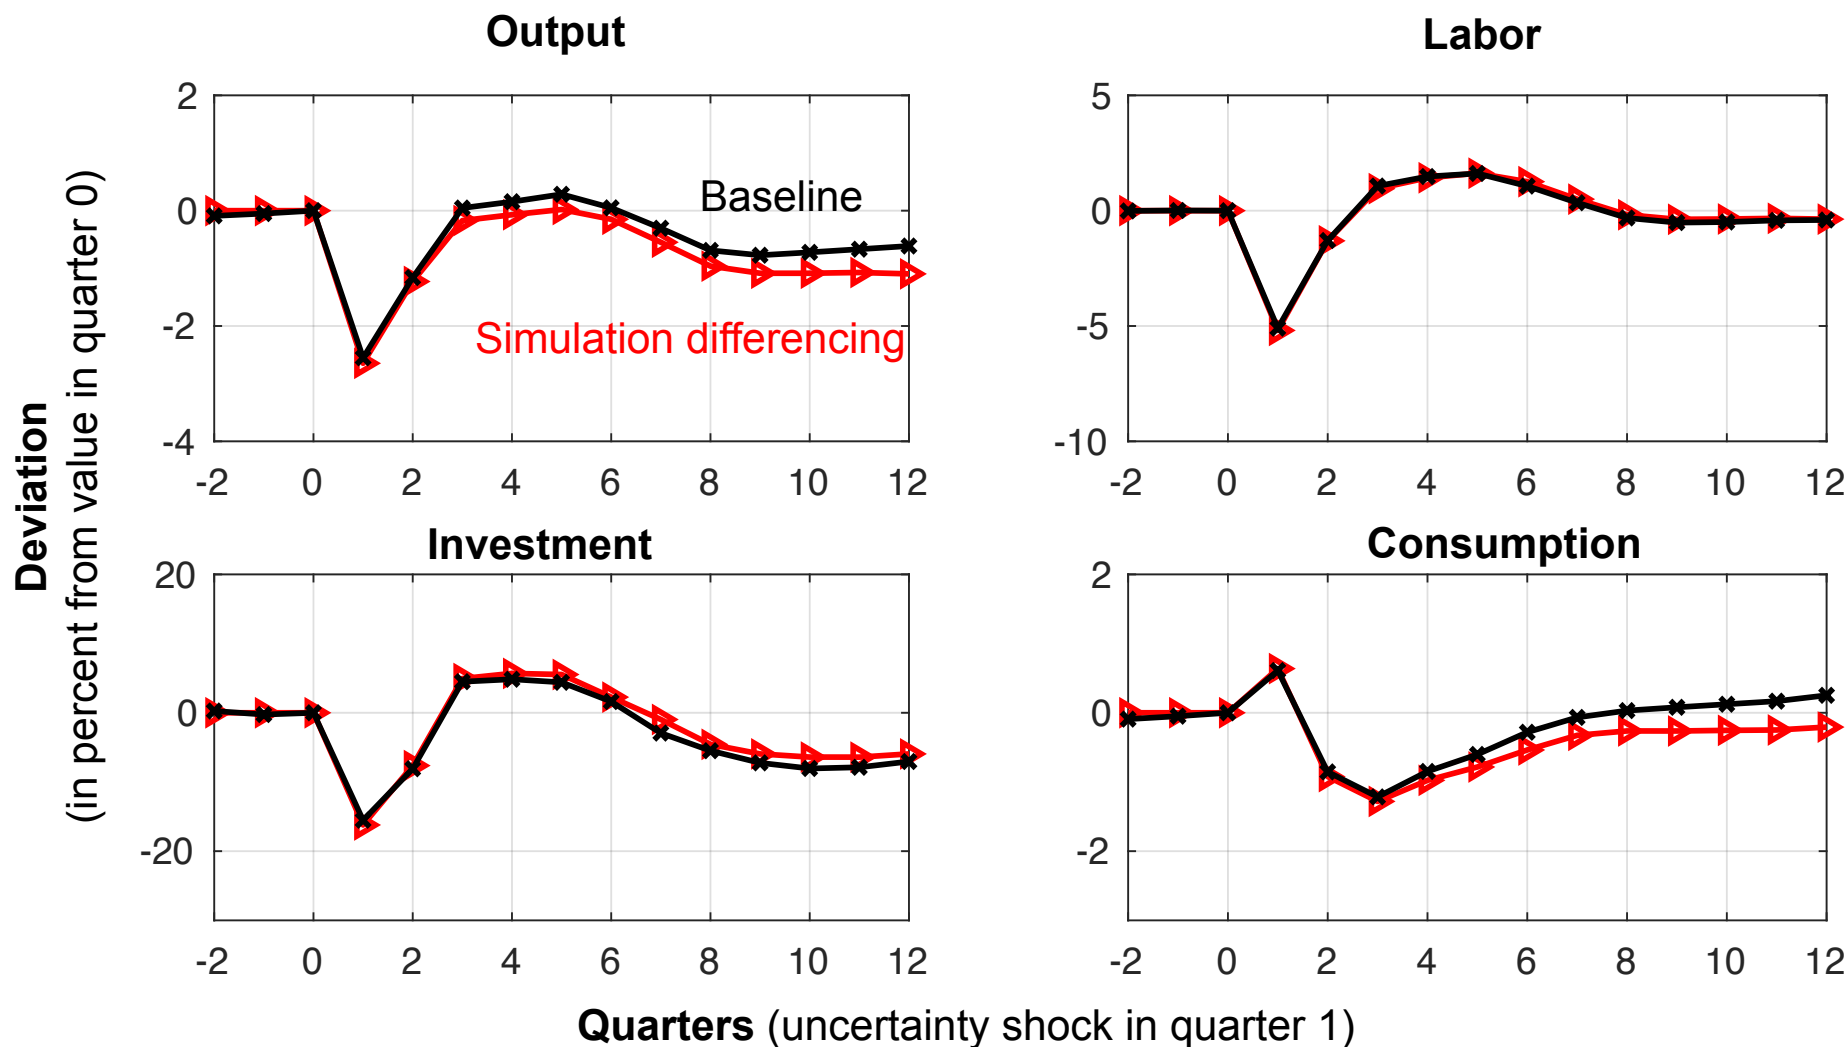 Output
Labor
2
0
-2
-4
-2 0 2 4 6 8 10 12
Baseline
Simulation differencing
5
0
-5
-10
-2 0 2 4 6 8 10 12
Deviation
(in percent from value in quarter 0)
Investment
Consumption
20
0
-20
-2 0 2 4 6 8 10 12
2
0
-2
-2 0 2 4 6 8 10 12
Quarters (uncertainty shock in quarter 1)